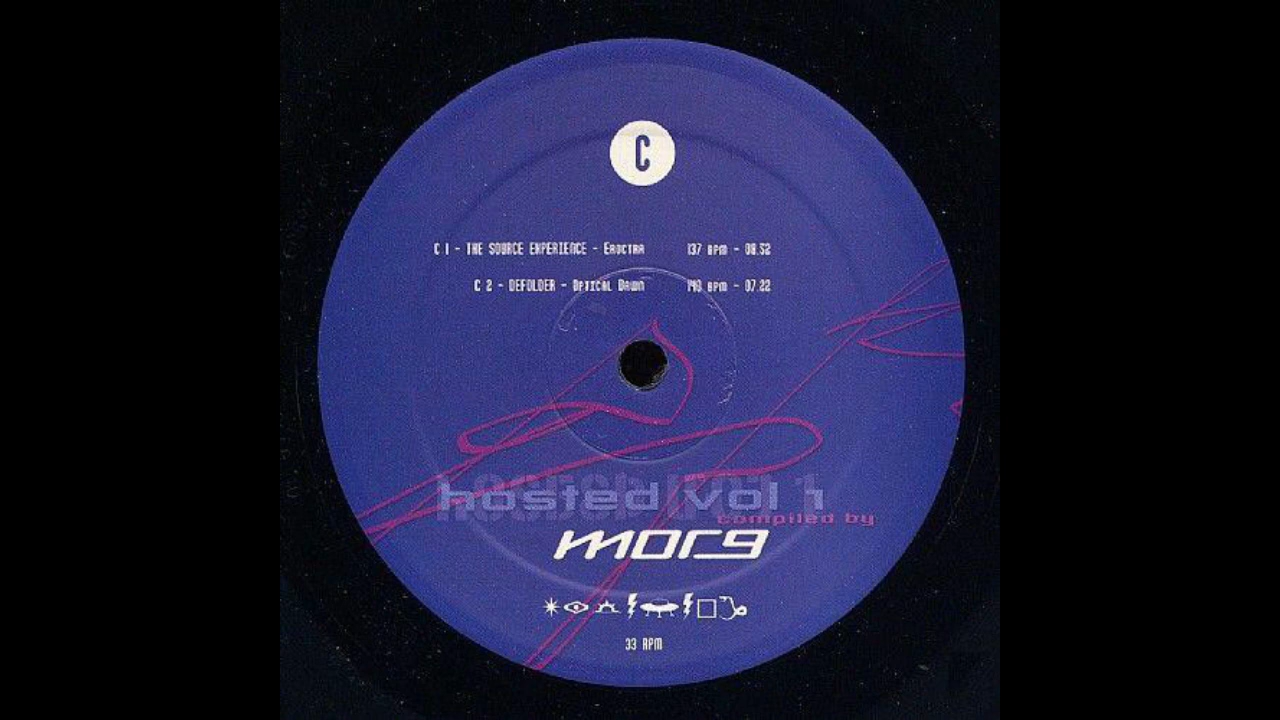 C
C 1 - THE SOURCE EXPERIENCE - EROCTRA 137 BPM - 08.52
C 2 - DEFOLDER - OPTICAL DAWN 140 BPM - 07.22
hosted vol 1
compiled by
morg
33 RPM